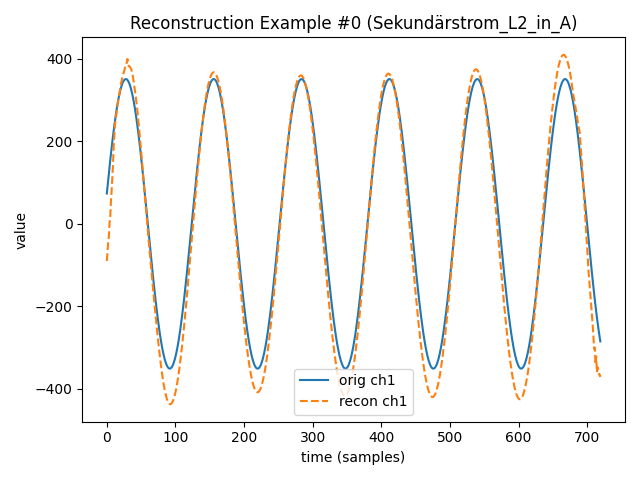 Reconstruction Example #0 (Sekundärstrom_L2_in_A)
400
200
0
−200
−400
value
0 100 200 300 400 500 600 700
time (samples)
orig ch1
recon ch1